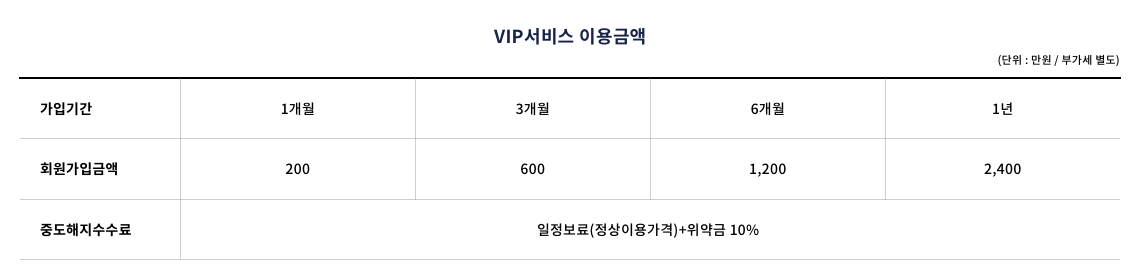 VIP서비스 이용금액
(단위 : 만원 / 부가세 별도)
가입기간 1개월 3개월 6개월 1년
회원가입금액 200 600 1,200 2,400
중도해지수수료 일정보료(정상이용가격)+위약금 10%